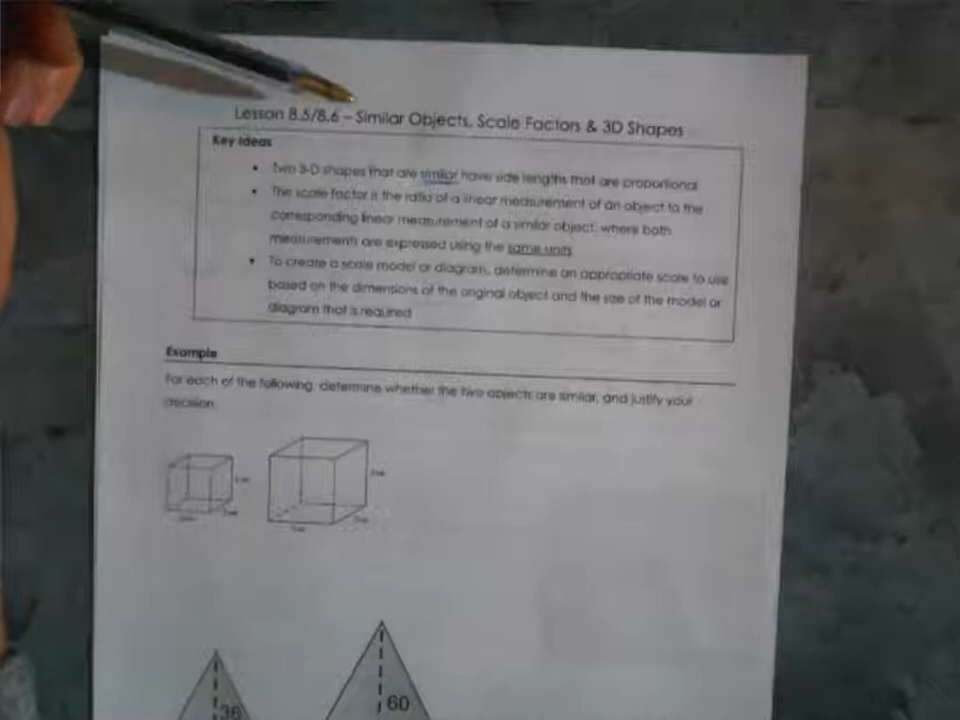 Lesson 8.5/8.6 – Similar Objects, Scale Factors & 3D Shapes
Key Ideas
• Two 3-D shapes that are similar have side lengths that are proportional
• The scale factor is the ratio of a linear measurement of an object to the
corresponding linear measurement of a similar object, where both
measurements are expressed using the same units
• To create a scale model or diagram, determine an appropriate scale to use
based on the dimensions of the original object and the size of the model or
diagram that is required
Example
For each of the following, determine whether the two objects are similar, and justify your
decision
36
60